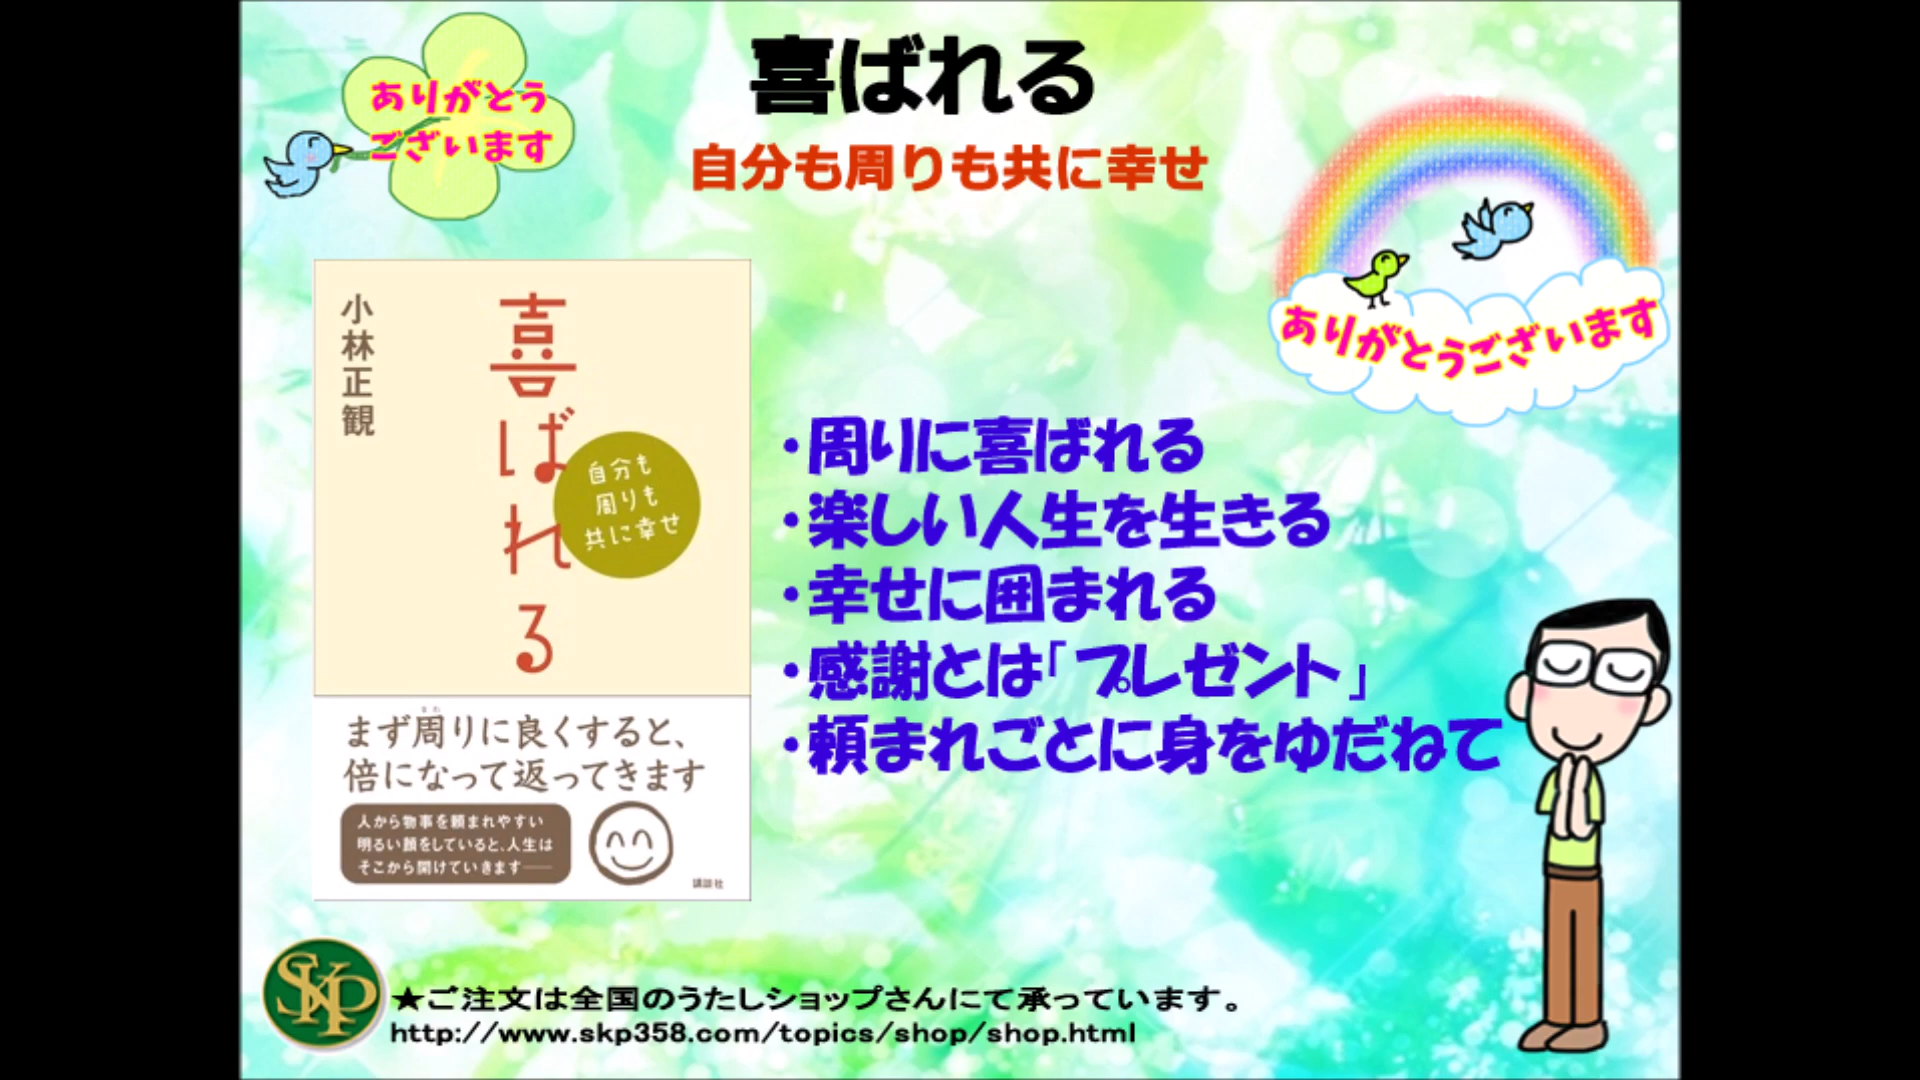 喜ばれる
自分も周りも共に幸せ
ありがとう
ございます
ありがとうございます
小林正観
喜ばれる
自分も
周りも
共に幸せ
まず周りに良くすると、
倍になって返ってきます
人から物事を頼まれやすい
明るい顔をしていると、人生は
そこから開けていきます──
講談社
・周りに喜ばれる
・楽しい人生を生きる
・幸せに囲まれる
・感謝とは「プレゼント」
・頼まれごとに身をゆだねて
SKP
★ご注文は全国のうたしショップさんにて承っています。
http://www.skp358.com/topics/shop/shop.html